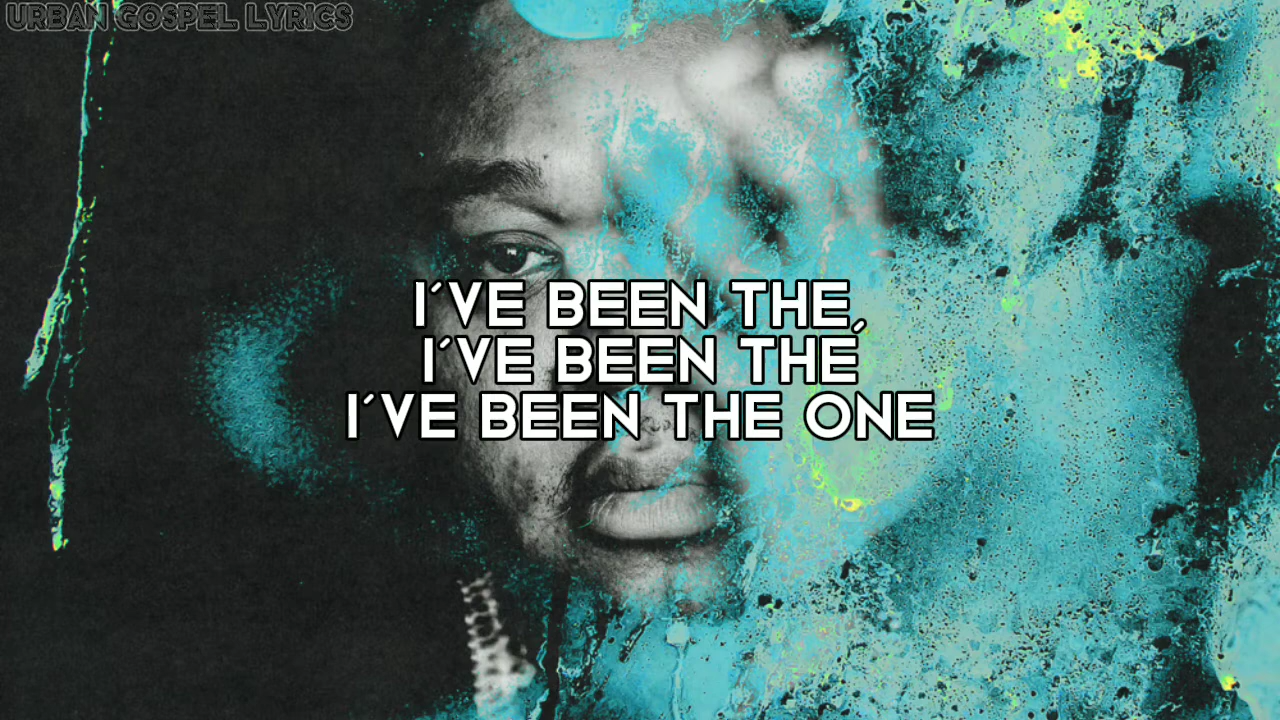 URBAN GOSPEL LYRICS
I´VE BEEN THE,
I´VE BEEN THE
I´VE BEEN THE ONE